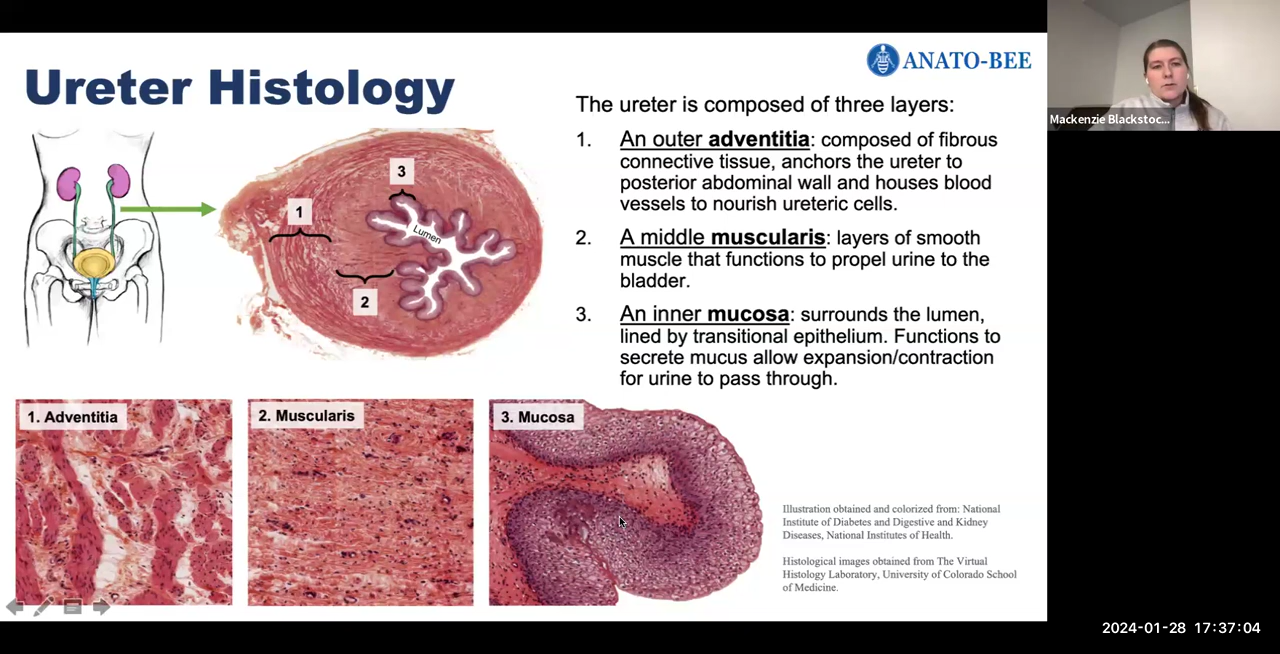 ANATO-BEE
Ureter Histology
The ureter is composed of three layers:
1. An outer adventitia: composed of fibrous
connective tissue, anchors the ureter to
posterior abdominal wall and houses blood
vessels to nourish ureteric cells.
2. A middle muscularis: layers of smooth
muscle that functions to propel urine to the
bladder.
3. An inner mucosa: surrounds the lumen,
lined by transitional epithelium. Functions to
secrete mucus allow expansion/contraction
for urine to pass through.
3
1
Lumen
2
1. Adventitia
2. Muscularis
3. Mucosa
Illustration obtained and colorized from: National
Institute of Diabetes and Digestive and Kidney
Diseases, National Institutes of Health.
Histological images obtained from The Virtual
Histology Laboratory, University of Colorado School
of Medicine.
Mackenzie Blackstoc...
2024-01-28 17:37:04